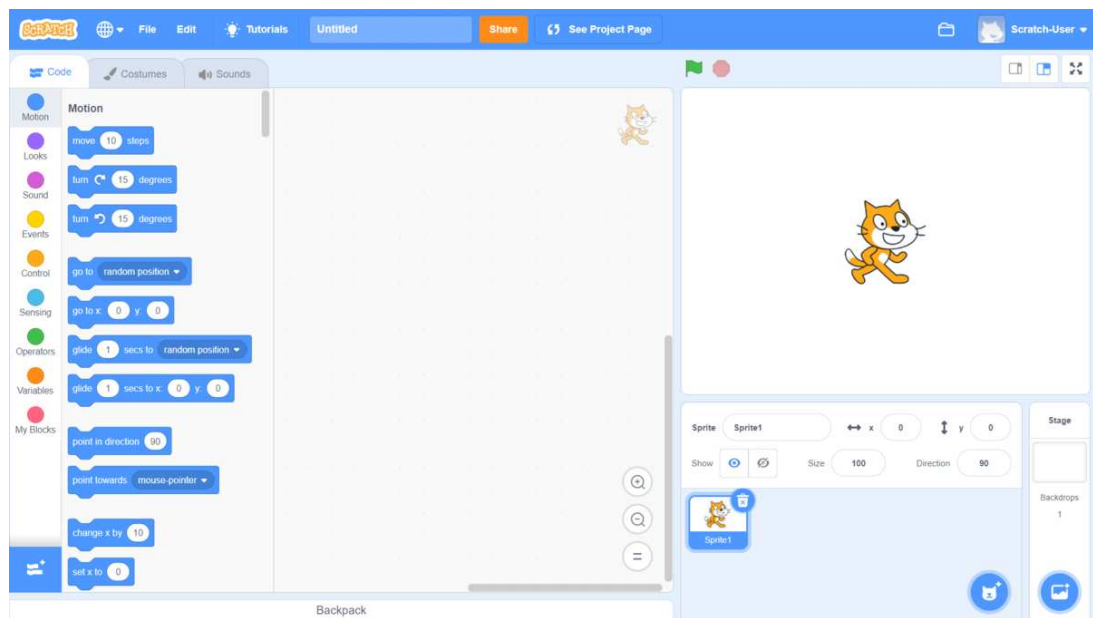 SCRATCH File Edit Tutorials Untitled Share See Project Page Scratch-User
Code Costumes Sounds
Motion
Looks
Sound
Events
Control
Sensing
Operators
Variables
My Blocks
Motion
move 10 steps
turn 15 degrees
turn 15 degrees
go to random position
go to x: 0 y: 0
glide 1 secs to random position
glide 1 secs to x: 0 y: 0
point in direction 90
point towards mouse-pointer
change x by 10
set x to 0
Backpack
Sprite Sprite1 x 0 y 0
Show Size 100 Direction 90
Sprite1
Stage
Backdrops
1